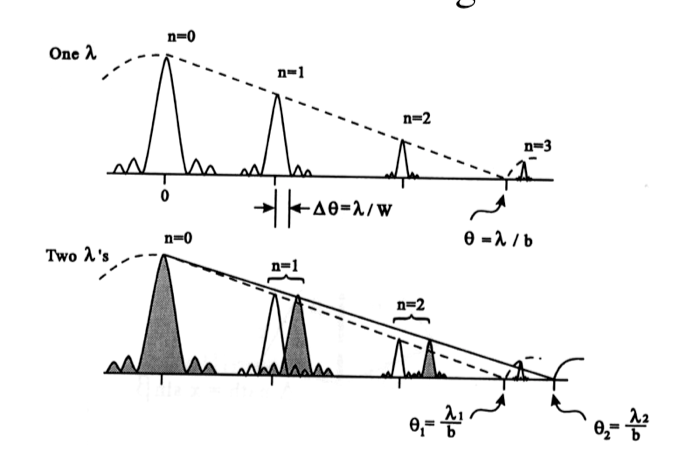 n=0
One λ
n=1
n=2
n=3
0
Δθ=λ/W
θ =λ / b
n=0
Two λ's
n=1
n=2
θ₁= λ₁/b
θ₂= λ₂/b